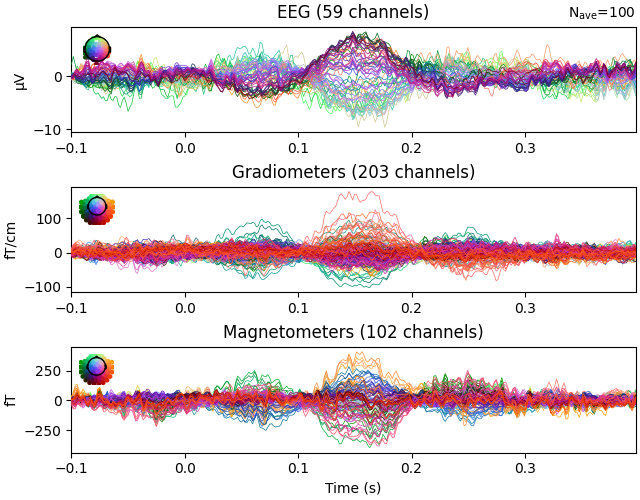 EEG (59 channels)
Nave=100
µV
0
−10
−0.1 0.0 0.1 0.2 0.3
Gradiometers (203 channels)
fT/cm
100
0
−100
−0.1 0.0 0.1 0.2 0.3
Magnetometers (102 channels)
fT
250
0
−250
−0.1 0.0 0.1 0.2 0.3
Time (s)